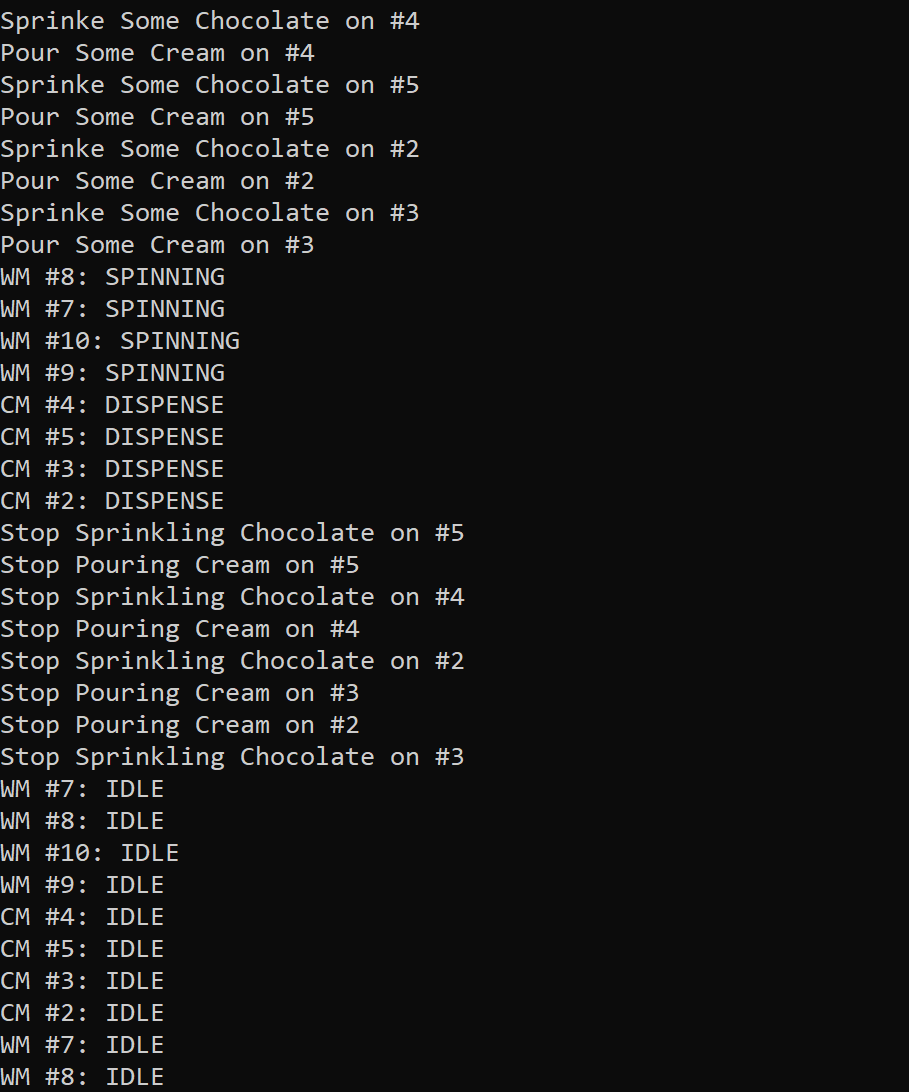 Sprinke Some Chocolate on #4
Pour Some Cream on #4
Sprinke Some Chocolate on #5
Pour Some Cream on #5
Sprinke Some Chocolate on #2
Pour Some Cream on #2
Sprinke Some Chocolate on #3
Pour Some Cream on #3
WM #8: SPINNING
WM #7: SPINNING
WM #10: SPINNING
WM #9: SPINNING
CM #4: DISPENSE
CM #5: DISPENSE
CM #3: DISPENSE
CM #2: DISPENSE
Stop Sprinkling Chocolate on #5
Stop Pouring Cream on #5
Stop Sprinkling Chocolate on #4
Stop Pouring Cream on #4
Stop Sprinkling Chocolate on #2
Stop Pouring Cream on #3
Stop Pouring Cream on #2
Stop Sprinkling Chocolate on #3
WM #7: IDLE
WM #8: IDLE
WM #10: IDLE
WM #9: IDLE
CM #4: IDLE
CM #5: IDLE
CM #3: IDLE
CM #2: IDLE
WM #7: IDLE
WM #8: IDLE